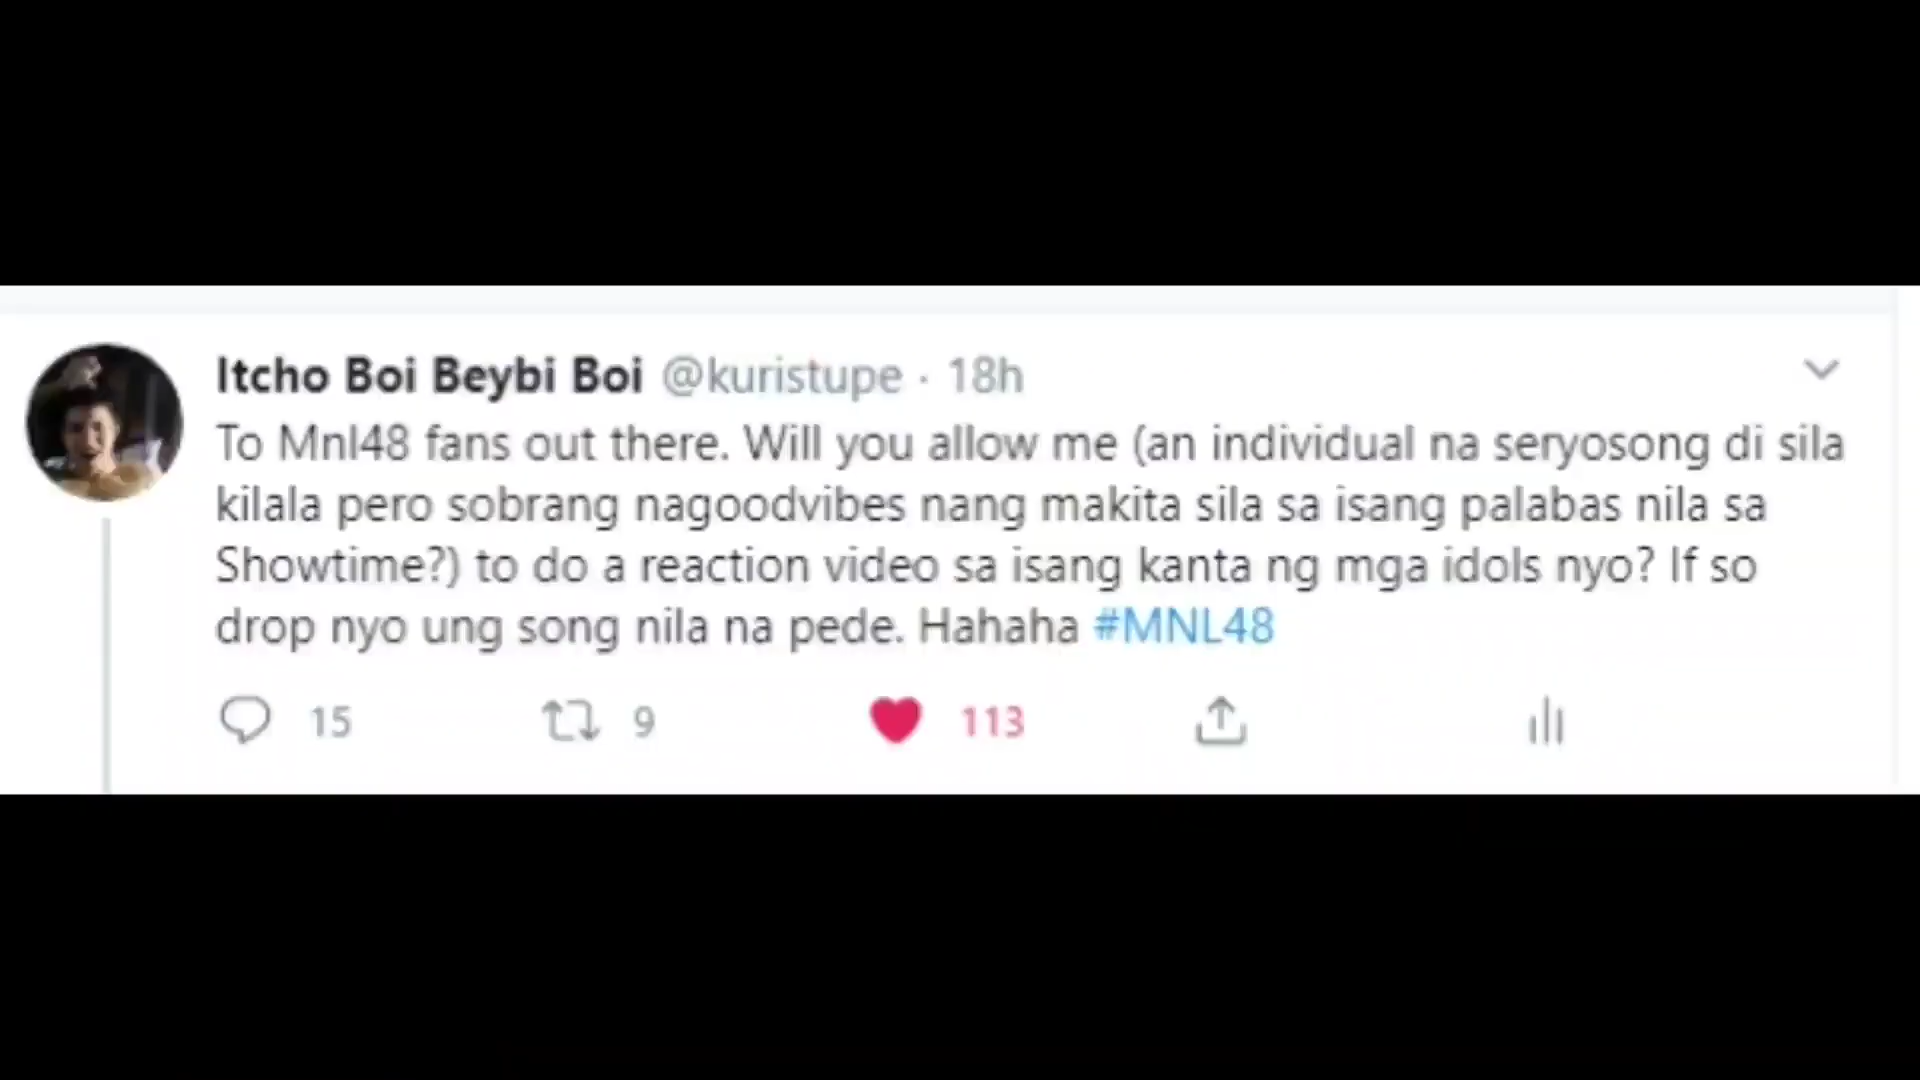 Itcho Boi Beybi Boi @kuristupe · 18h
To Mnl48 fans out there. Will you allow me (an individual na seryosong di sila
kilala pero sobrang nagoodvibes nang makita sila sa isang palabas nila sa
Showtime?) to do a reaction video sa isang kanta ng mga idols nyo? If so
drop nyo ung song nila na pede. Hahaha #MNL48
15 9 113